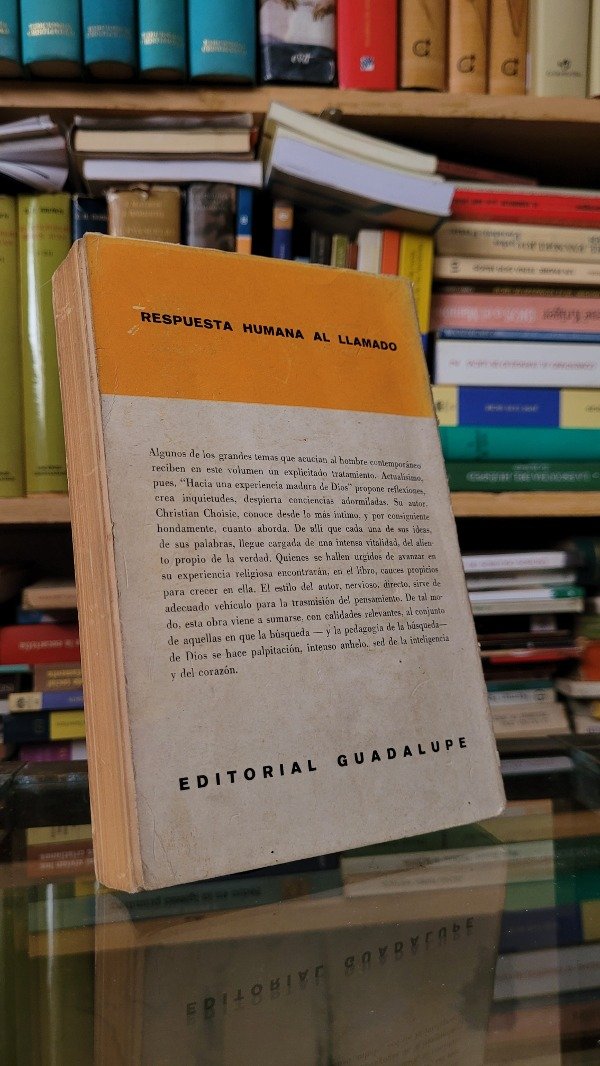 RESPUESTA HUMANA AL LLAMADO
Algunos de los grandes temas que acucian al hombre contemporáneo
reciben en este volumen un explicitado tratamiento. Actualísimo,
pues, "Hacia una experiencia madura de Dios" propone reflexiones,
crea inquietudes, despierta conciencias adormiladas. Su autor,
Christian Choisie, conoce desde lo más íntimo, y por consiguiente
hondamente, cuanto aborda. De allí que cada una de sus ideas,
de sus palabras, llegue cargada de una intensa vitalidad, del alien-
to propio de la verdad. Quienes se hallen urgidos de avanzar en
su experiencia religiosa encontrarán, en el libro, cauces propicios
para crecer en ella. El estilo del autor, nervioso, directo, sirve de
adecuado vehículo para la trasmisión del pensamiento. De tal mo-
do, esta obra viene a sumarse, con calidades relevantes, al conjunto
de aquellas en que la búsqueda — y la pedagogía de la búsqueda—
de Dios se hace palpitación, intenso anhelo, sed de la inteligencia
y del corazón.
EDITORIAL GUADALUPE